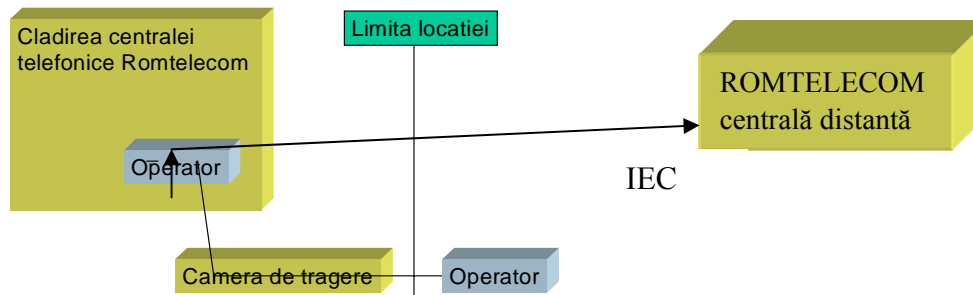 Cladirea centralei
telefonice Romtelecom
Limita locatiei
ROMTELECOM
centrală distantă
Operator
IEC
Camera de tragere
Operator